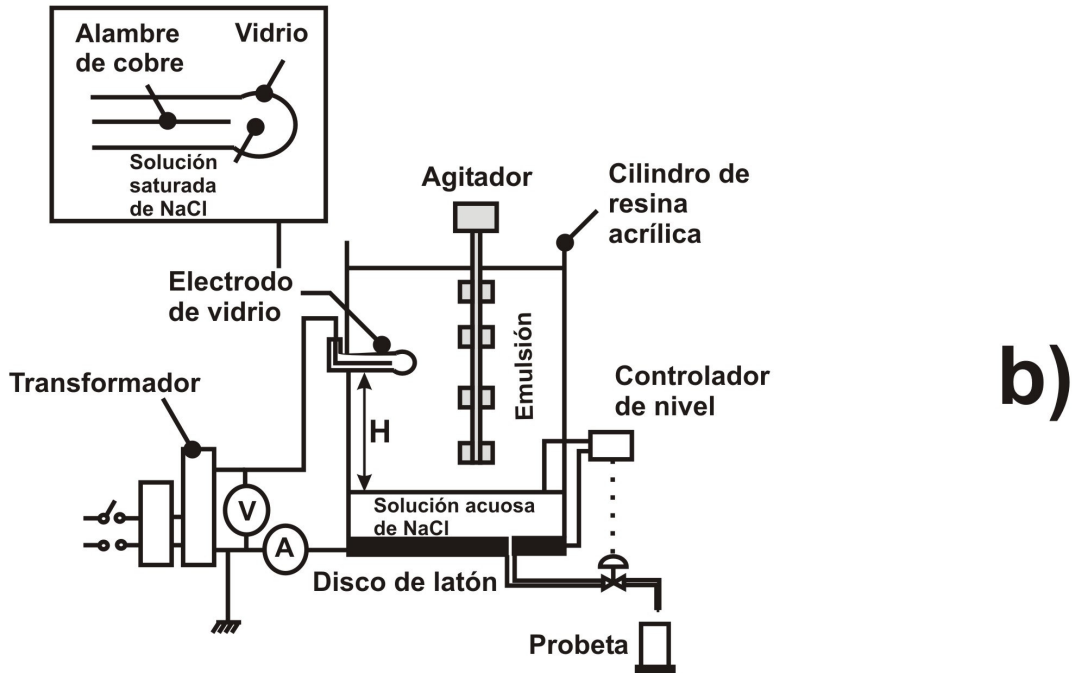 Alambre
de cobre
Vidrio
Solución
saturada
de NaCl
Agitador
Cilindro de
resina
acrílica
Electrodo
de vidrio
Emulsión
Transformador
H
Controlador
de nivel
b)
V
Solución acuosa
de NaCl
A
Disco de latón
Probeta